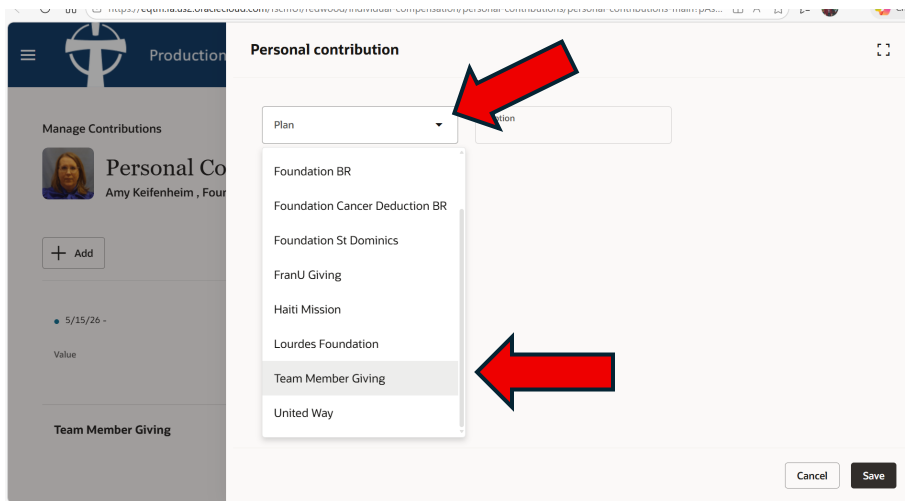 Production
Personal contribution
Manage Contributions
Personal Co
Amy Keifenheim , Four
Add
5/15/26 -
Value
Team Member Giving
Plan
Foundation BR
Foundation Cancer Deduction BR
Foundation St Dominics
FranU Giving
Haiti Mission
Lourdes Foundation
Team Member Giving
United Way
Cancel
Save